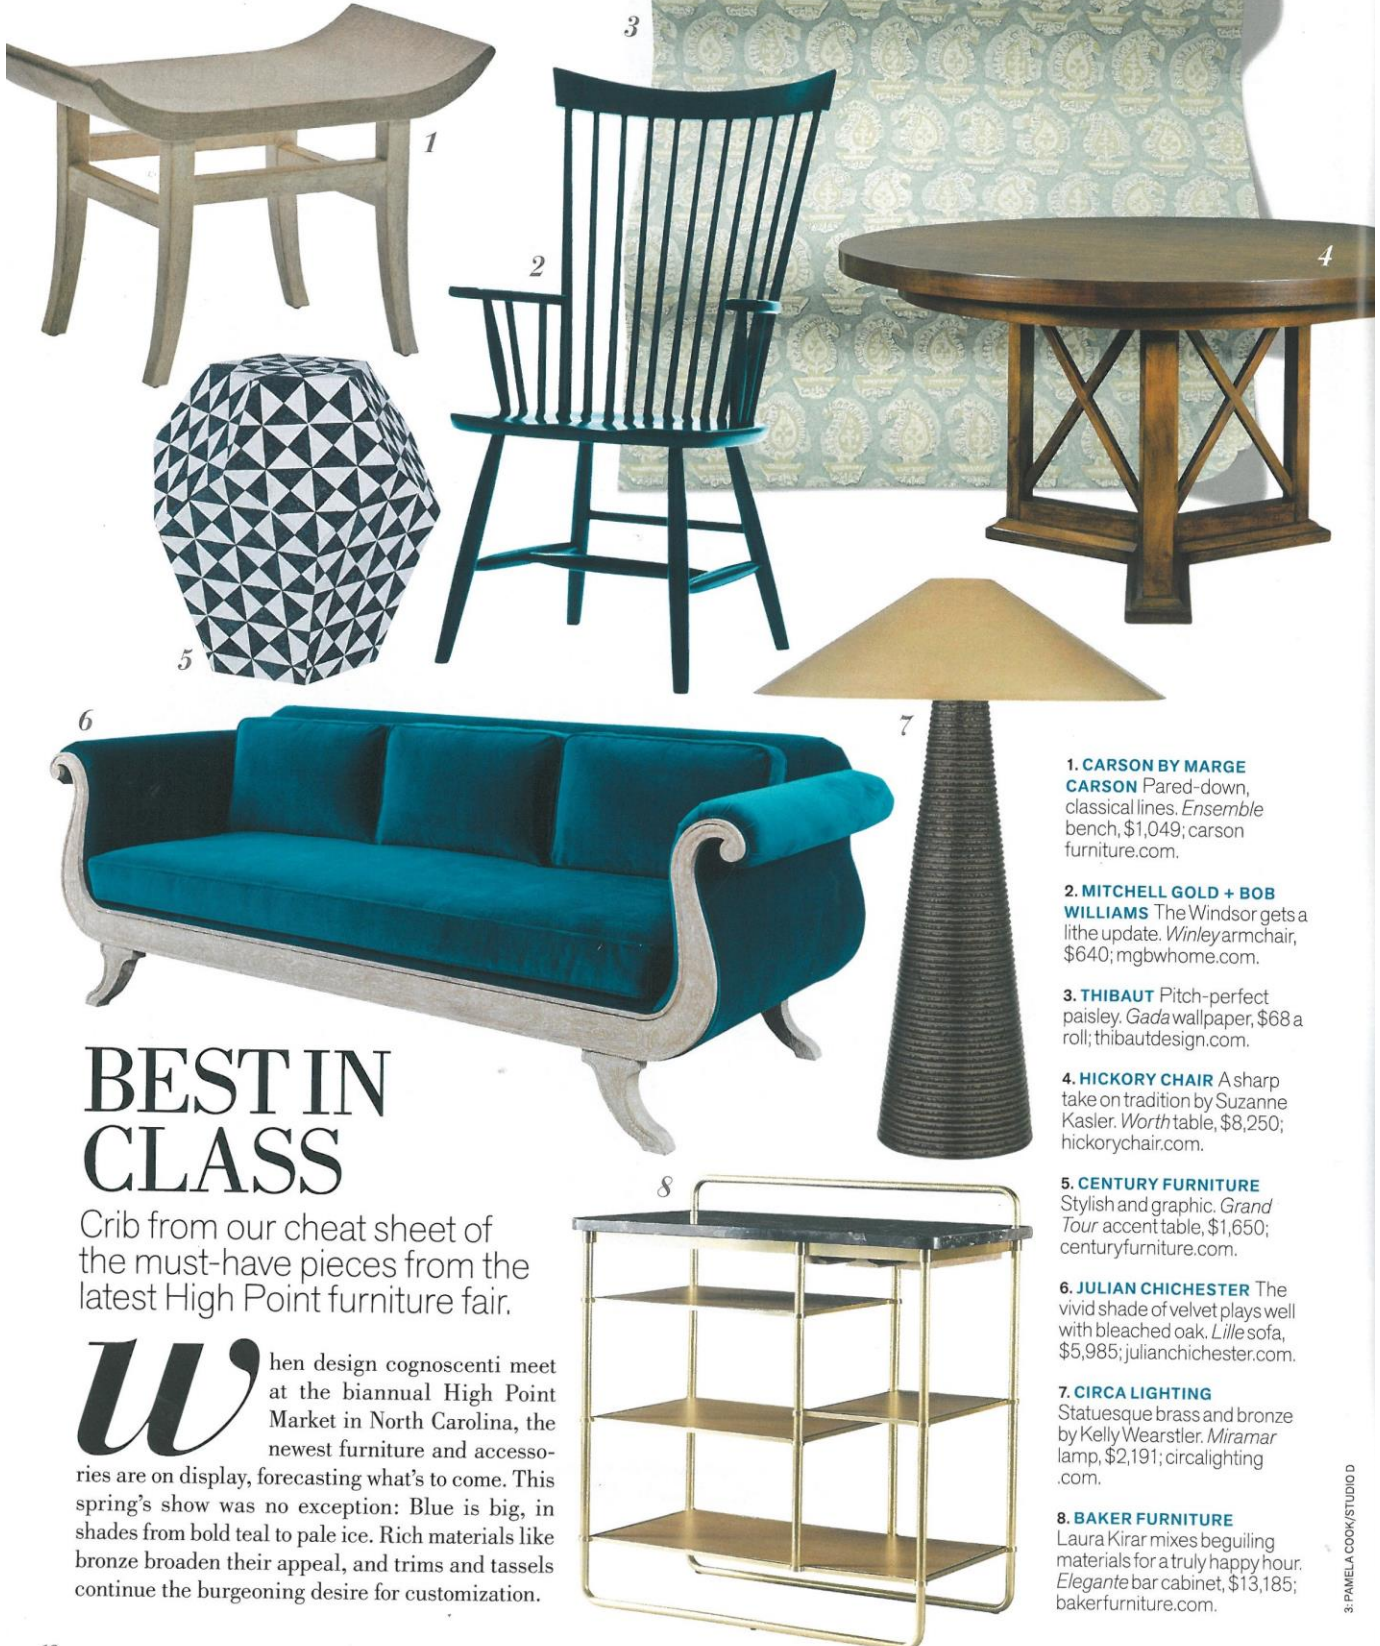 3
1
2
4
5
6
7
8
1. CARSON BY MARGE
CARSON Pared-down,
classical lines. Ensemble
bench, $1,049; carson
furniture.com.
2. MITCHELL GOLD + BOB
WILLIAMS The Windsor gets a
lithe update. Winley armchair,
$640; mgbwhome.com.
3. THIBAUT Pitch-perfect
paisley. Gada wallpaper, $68 a
roll; thibautdesign.com.
4. HICKORY CHAIR A sharp
take on tradition by Suzanne
Kasler. Worth table, $8,250;
hickorychair.com.
5. CENTURY FURNITURE
Stylish and graphic. Grand
Tour accent table, $1,650;
centuryfurniture.com.
6. JULIAN CHICHESTER The
vivid shade of velvet plays well
with bleached oak. Lille sofa,
$5,985; julianchichester.com.
7. CIRCA LIGHTING
Statuesque brass and bronze
by Kelly Wearstler. Miramar
lamp, $2,191; circalighting
.com.
8. BAKER FURNITURE
Laura Kirar mixes beguiling
materials for a truly happy hour.
Elegante bar cabinet, $13,185;
bakerfurniture.com.
BEST IN
CLASS
Crib from our cheat sheet of
the must-have pieces from the
latest High Point furniture fair.
When design cognoscenti meet
at the biannual High Point
Market in North Carolina, the
newest furniture and accesso-
ries are on display, forecasting what's to come. This
spring's show was no exception: Blue is big, in
shades from bold teal to pale ice. Rich materials like
bronze broaden their appeal, and trims and tassels
continue the burgeoning desire for customization.
3: PAMELA COOK/STUDIO D